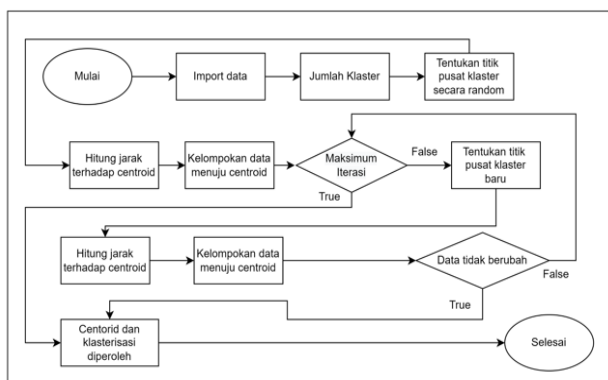 Mulai
Import data
Jumlah Klaster
Tentukan titik
pusat klaster
secara random
Hitung jarak
terhadap centroid
Kelompokan data
menuju centroid
Maksimum
Iterasi
False
True
Tentukan titik
pusat klaster
baru
Hitung jarak
terhadap centroid
Kelompokan data
menuju centroid
Data tidak berubah
False
True
Centorid dan
klasterisasi
diperoleh
Selesai